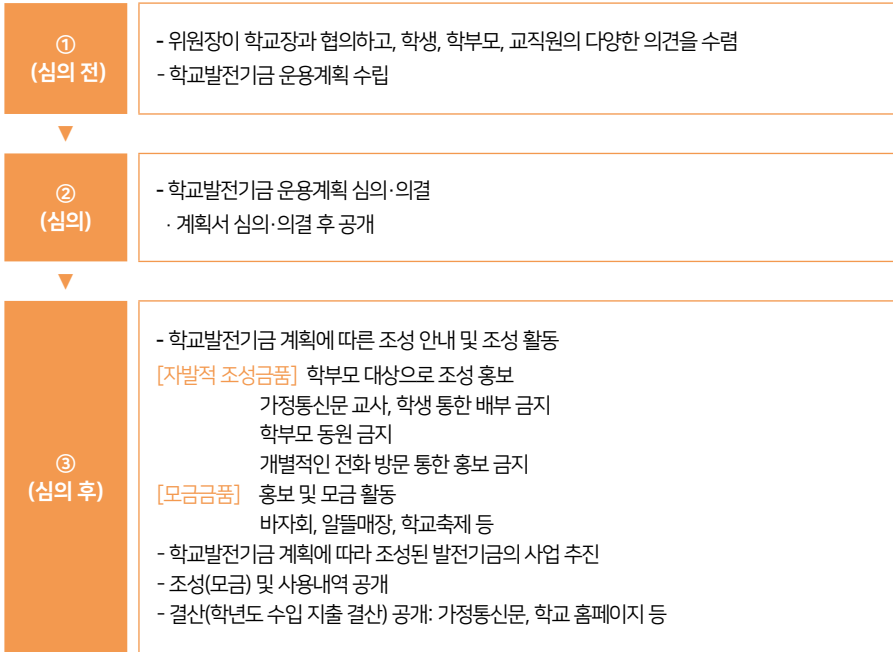 ①
(심의 전)
- 위원장이 학교장과 협의하고, 학생, 학부모, 교직원의 다양한 의견을 수렴
- 학교발전기금 운용계획 수립
▼
②
(심의)
- 학교발전기금 운용계획 심의·의결
· 계획서 심의·의결 후 공개
▼
③
(심의 후)
- 학교발전기금 계획에 따른 조성 안내 및 조성 활동
[자발적 조성금품] 학부모 대상으로 조성 홍보
가정통신문 교사, 학생 통한 배부 금지
학부모 동원 금지
개별적인 전화 방문 통한 홍보 금지
[모금금품] 홍보 및 모금 활동
바자회, 알뜰매장, 학교축제 등
- 학교발전기금 계획에 따라 조성된 발전기금의 사업 추진
- 조성(모금) 및 사용내역 공개
- 결산(학년도 수입 지출 결산) 공개: 가정통신문, 학교 홈페이지 등